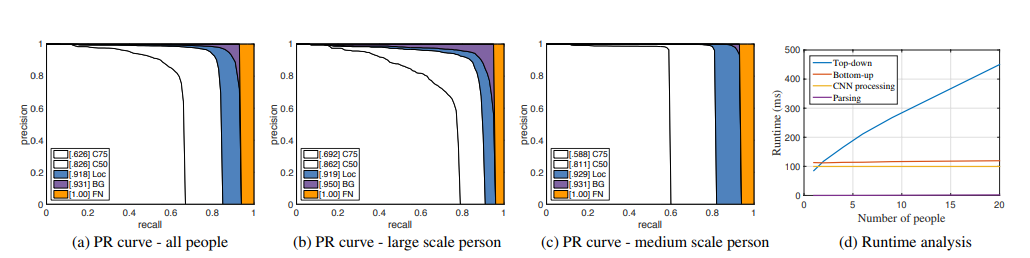 1
0.8
0.6
0.4
0.2
0
precision
[.626] C75
[.826] C50
[.918] Loc
[.931] BG
[1.00] FN
0 0.2 0.4 0.6 0.8 1
recall
(a) PR curve - all people
1
0.8
0.6
0.4
0.2
0
precision
[.692] C75
[.862] C50
[.919] Loc
[.950] BG
[1.00] FN
0 0.2 0.4 0.6 0.8 1
recall
(b) PR curve - large scale person
1
0.8
0.6
0.4
0.2
0
precision
[.588] C75
[.811] C50
[.929] Loc
[.931] BG
[1.00] FN
0 0.2 0.4 0.6 0.8 1
recall
(c) PR curve - medium scale person
500
400
300
200
100
0
Runtime (ms)
Top-down
Bottom-up
CNN processing
Parsing
0 5 10 15 20
Number of people
(d) Runtime analysis